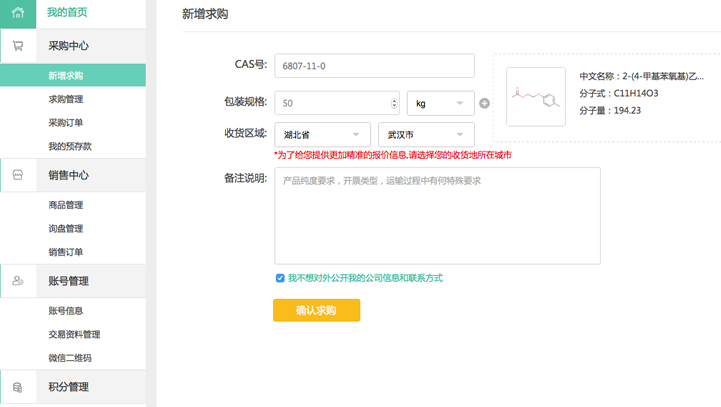 我的首页
采购中心
新增求购
求购管理
采购订单
我的预存款
销售中心
商品管理
询盘管理
销售订单
账号管理
账号信息
交易资料管理
微信二维码
积分管理
新增求购
CAS号: 6807-11-0
包装规格: 50 kg
收货区域: 湖北省 武汉市
*为了给您提供更加精准的报价信息,请选择您的收货地所在城市
备注说明: 产品纯度要求，开票类型，运输过程中有何特殊要求
我不想对外公开我的公司信息和联系方式
确认求购
中文名称：2-(4-甲基苯氧基)乙...
分子式：C11H14O3
分子量：194.23